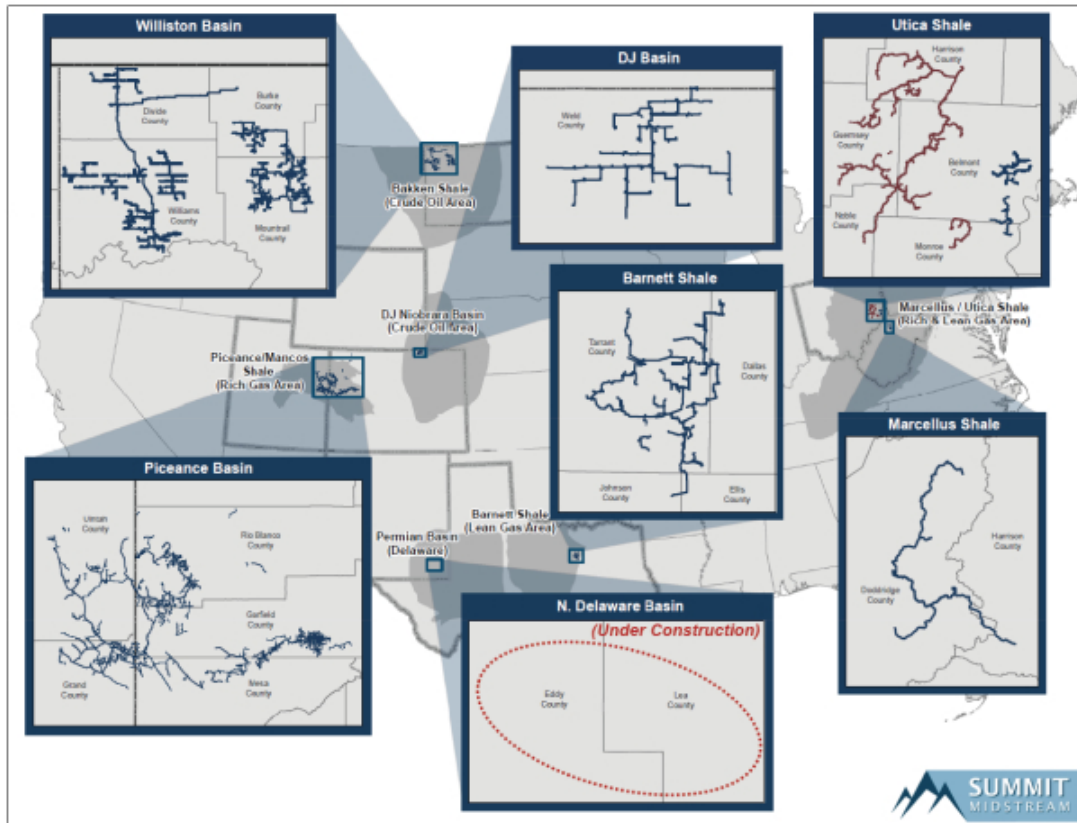 Williston Basin
Divide
County
Burke
County
Williams
County
Mountrail
County
DJ Basin
Weld
County
Utica Shale
Harrison
County
Guernsey
County
Belmont
County
Noble
County
Monroe
County
Bakken Shale
(Crude Oil Area)
DJ Niobrara Basin
(Crude Oil Area)
Piceance/Mancos
Shale
(Rich Gas Area)
Barnett Shale
Tarrant
County
Dallas
County
Johnson
County
Ellis
County
Marcellus / Utica Shale
(Rich & Lean Gas Area)
Marcellus Shale
Harrison
County
Doddridge
County
Piceance Basin
Uintah
County
Rio Blanco
County
Garfield
County
Grand
County
Mesa
County
Permian Basin
(Delaware)
Barnett Shale
(Lean Gas Area)
N. Delaware Basin
(Under Construction)
Eddy
County
Lea
County
SUMMIT
MIDSTREAM